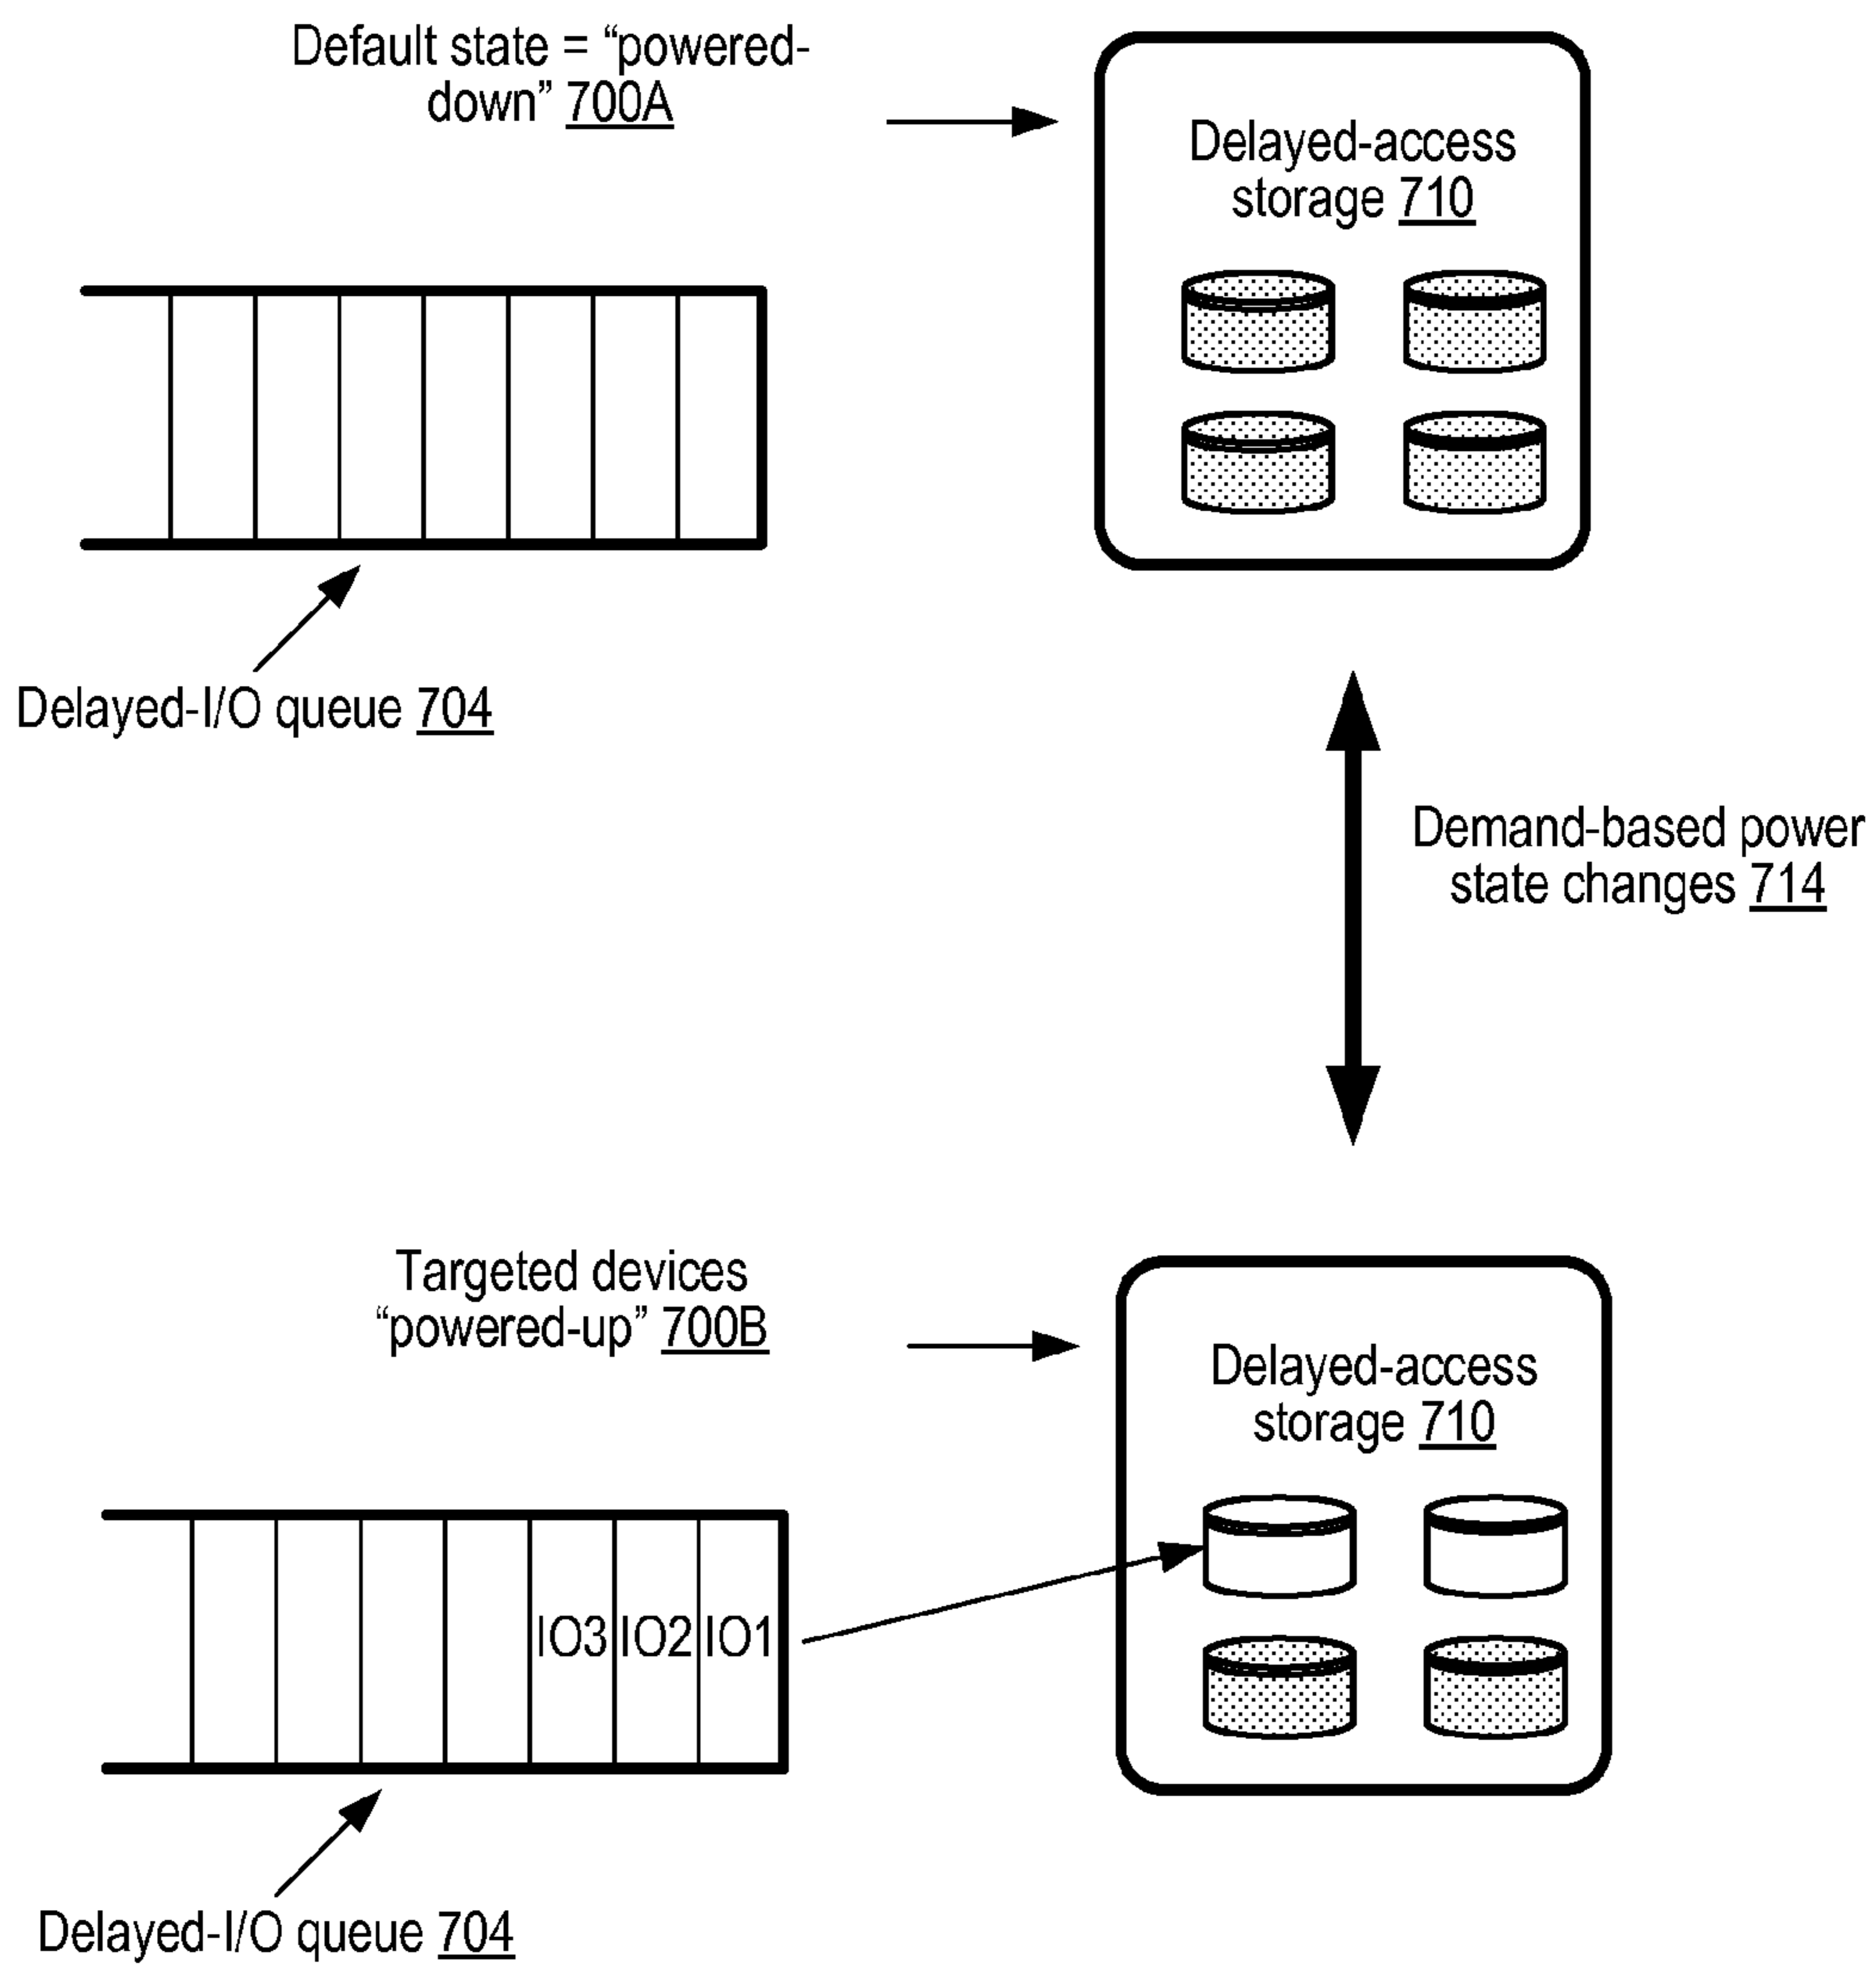 Default state = “powered-
down” 700A
Delayed-access
storage 710
Delayed-I/O queue 704
Demand-based power
state changes 714
Targeted devices
“powered-up” 700B
Delayed-access
storage 710
IO3 IO2 IO1
Delayed-I/O queue 704